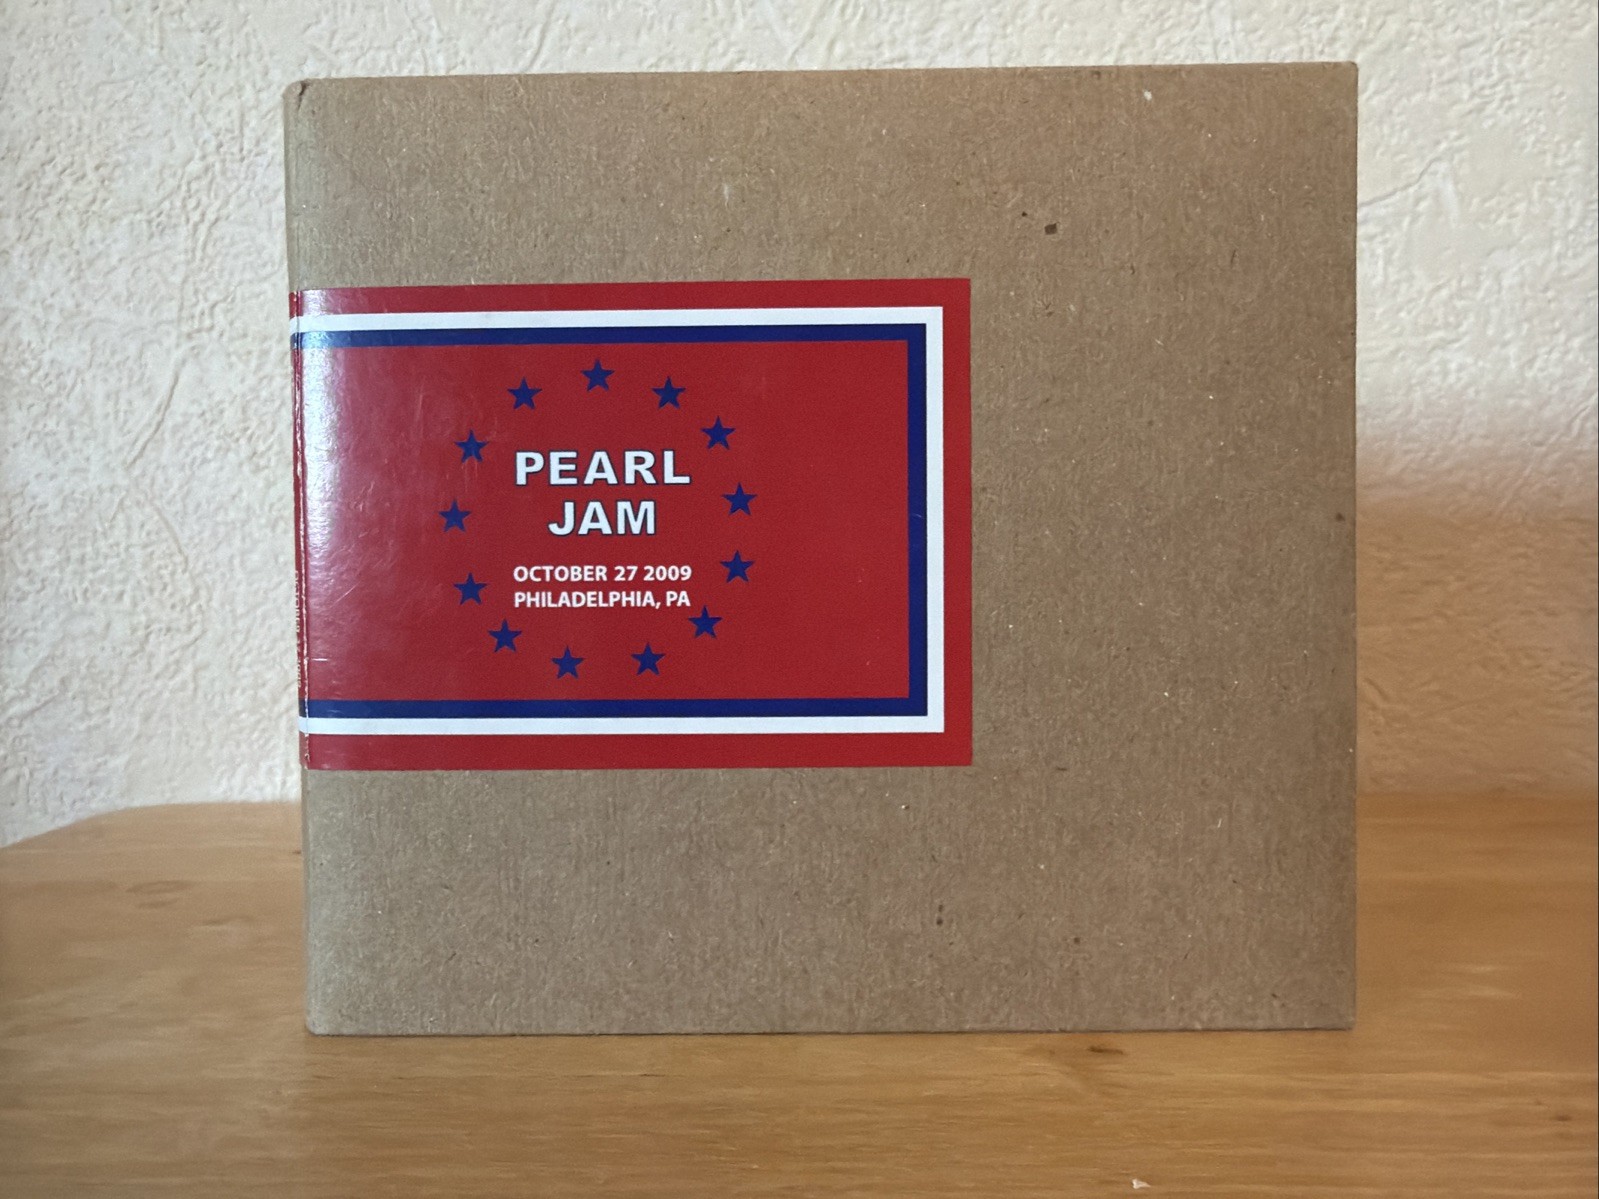 PEARL
JAM
OCTOBER 27 2009
PHILADELPHIA, PA